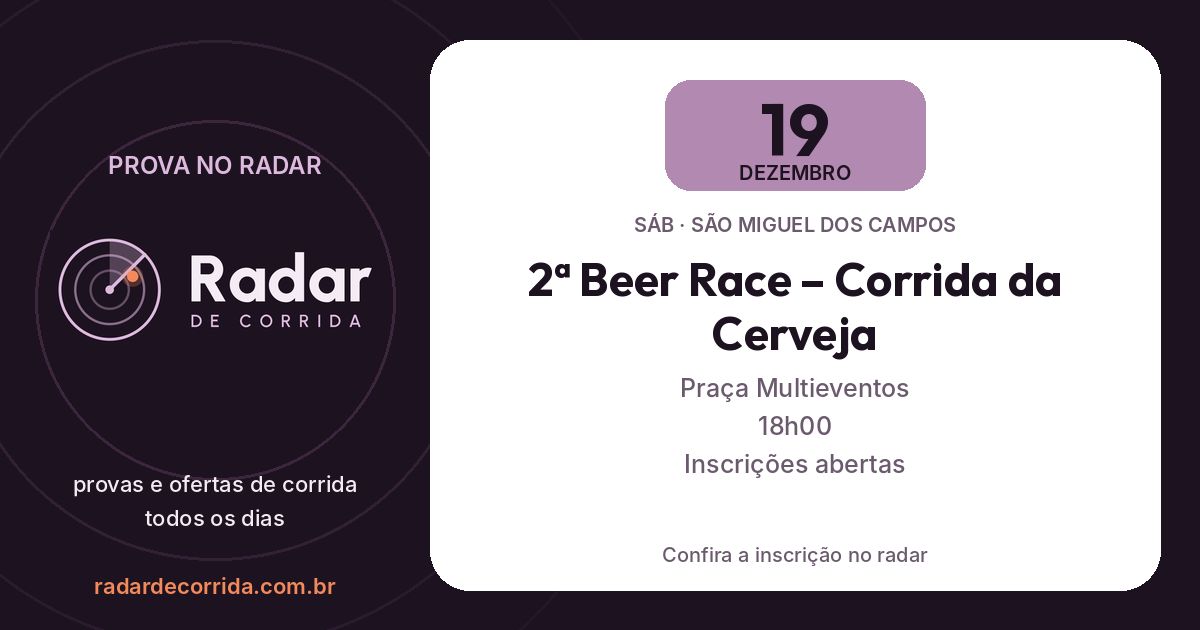 PROVA NO RADAR
Radar
DE CORRIDA
provas e ofertas de corrida
todos os dias
radardecorrida.com.br
19
DEZEMBRO
SÁB · SÃO MIGUEL DOS CAMPOS
2ª Beer Race – Corrida da
Cerveja
Praça Multieventos
18h00
Inscrições abertas
Confira a inscrição no radar